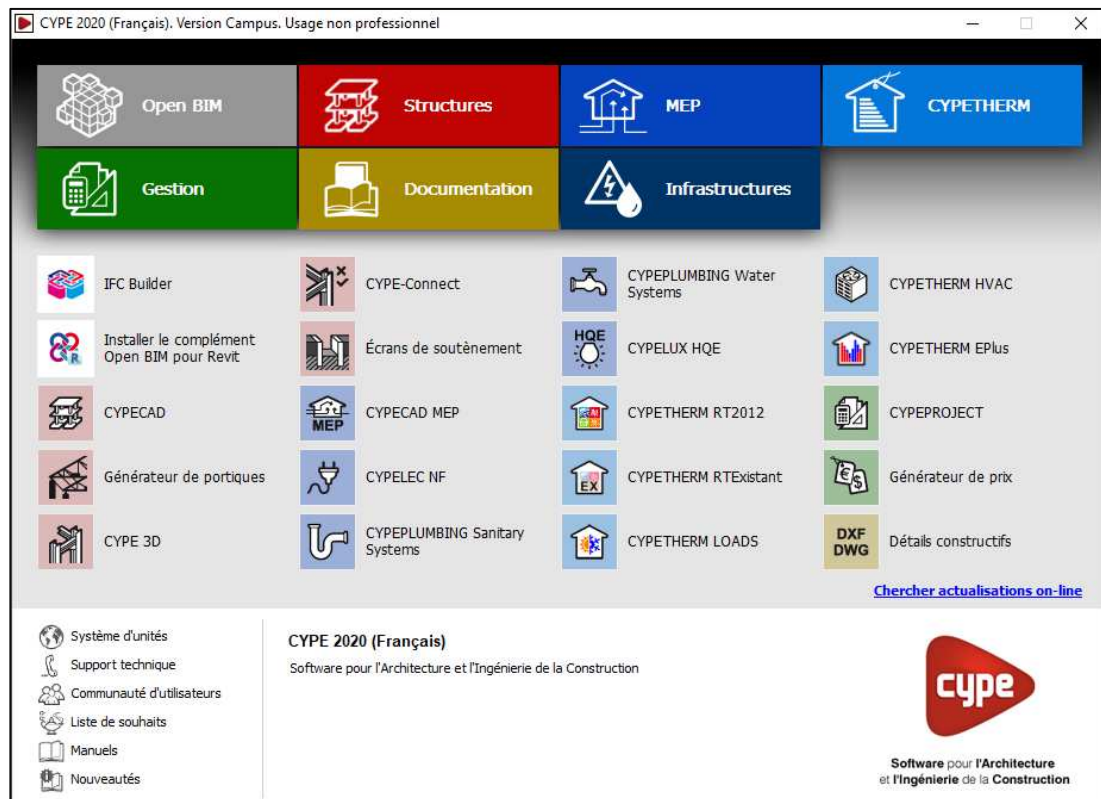 CYPE 2020 (Français). Version Campus. Usage non professionnel
Open BIM
Structures
MEP
CYPETHERM
Gestion
Documentation
Infrastructures
IFC Builder
CYPE-Connect
CYPEPLUMBING Water
Systems
CYPETHERM HVAC
R
Installer le complément
Open BIM pour Revit
Écrans de soutènement
HQE
CYPELUX HQE
CYPETHERM EPlus
CYPECAD
MEP
CYPECAD MEP
CYPETHERM RT2012
CYPEPROJECT
Générateur de portiques
CYPELEC NF
EX
CYPETHERM RTExistant
€
$
Générateur de prix
CYPE 3D
CYPEPLUMBING Sanitary
Systems
CYPETHERM LOADS
DXF
DWG
Détails constructifs
Chercher actualisations on-line
Système d'unités
Support technique
Communauté d'utilisateurs
Liste de souhaits
Manuels
Nouveautés
CYPE 2020 (Français)
Software pour l'Architecture et l'Ingénierie de la Construction
cype
Software pour l'Architecture
et l'Ingénierie de la Construction